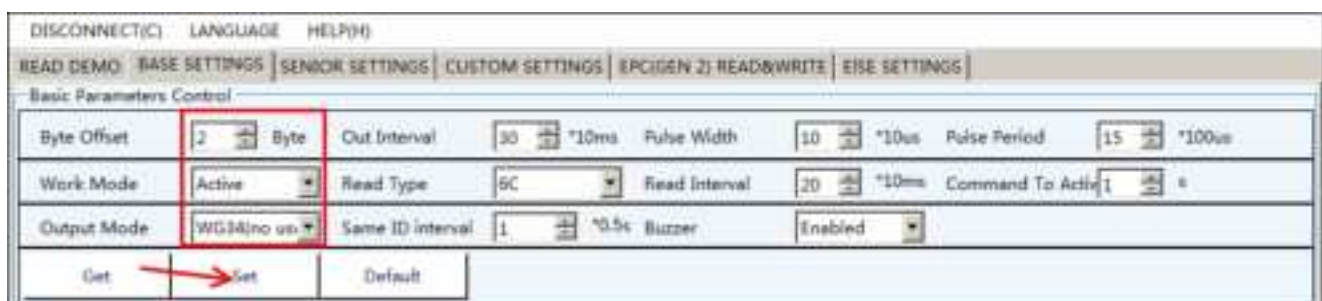 DISCONNECT(C) LANGUAGE HELP(H)
READ DEMO BASE SETTINGS SENIOR SETTINGS CUSTOM SETTINGS EPC(GEN 2) READ&WRITE ElSE SETTINGS
Basic Parameters Control
Byte Offset 2 Byte Out Interval 30 *10ms Pulse Width 10 *10us Pulse Period 15 *100us
Work Mode Active Read Type 6C Read Interval 20 *10ms Command To Activ 1 s
Output Mode WG34(no us Same ID interval 1 *0.5s Buzzer Enabled
Get Set Default